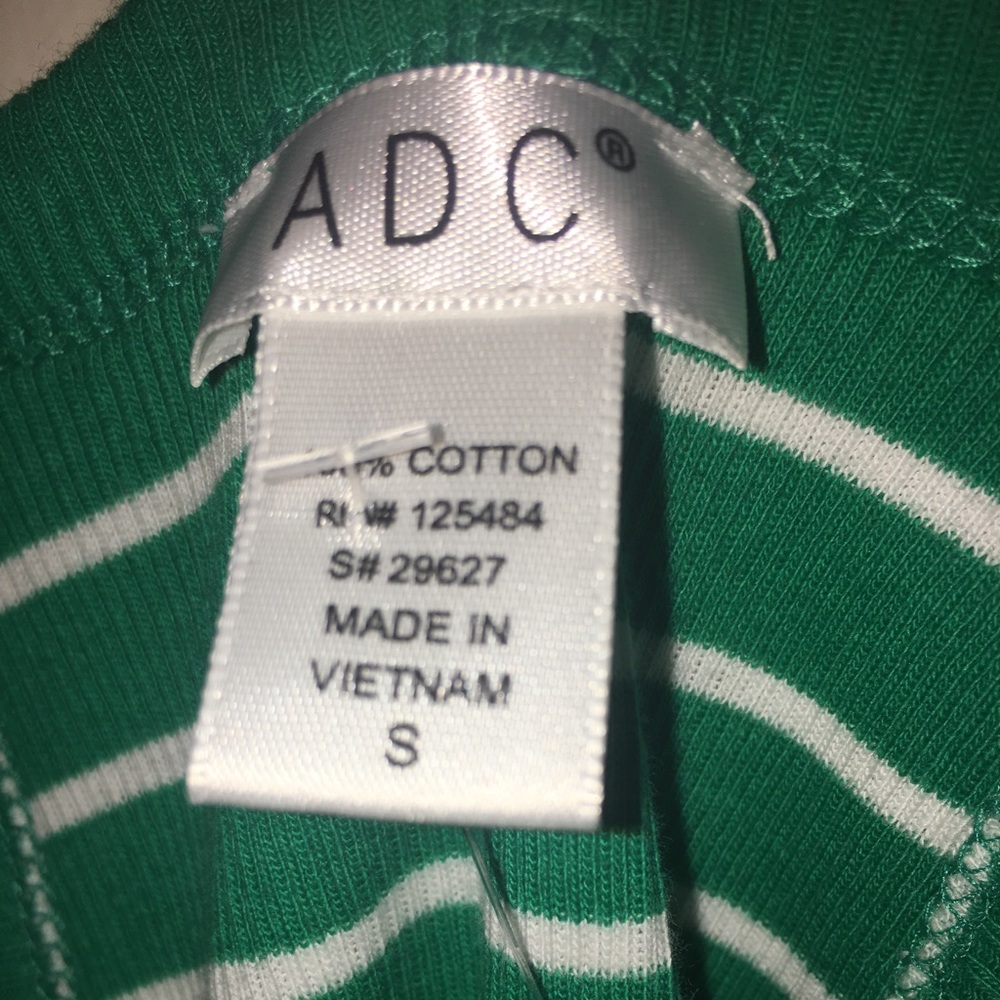 ADC®
% COTTON
RN# 125484
S# 29627
MADE IN
VIETNAM
S